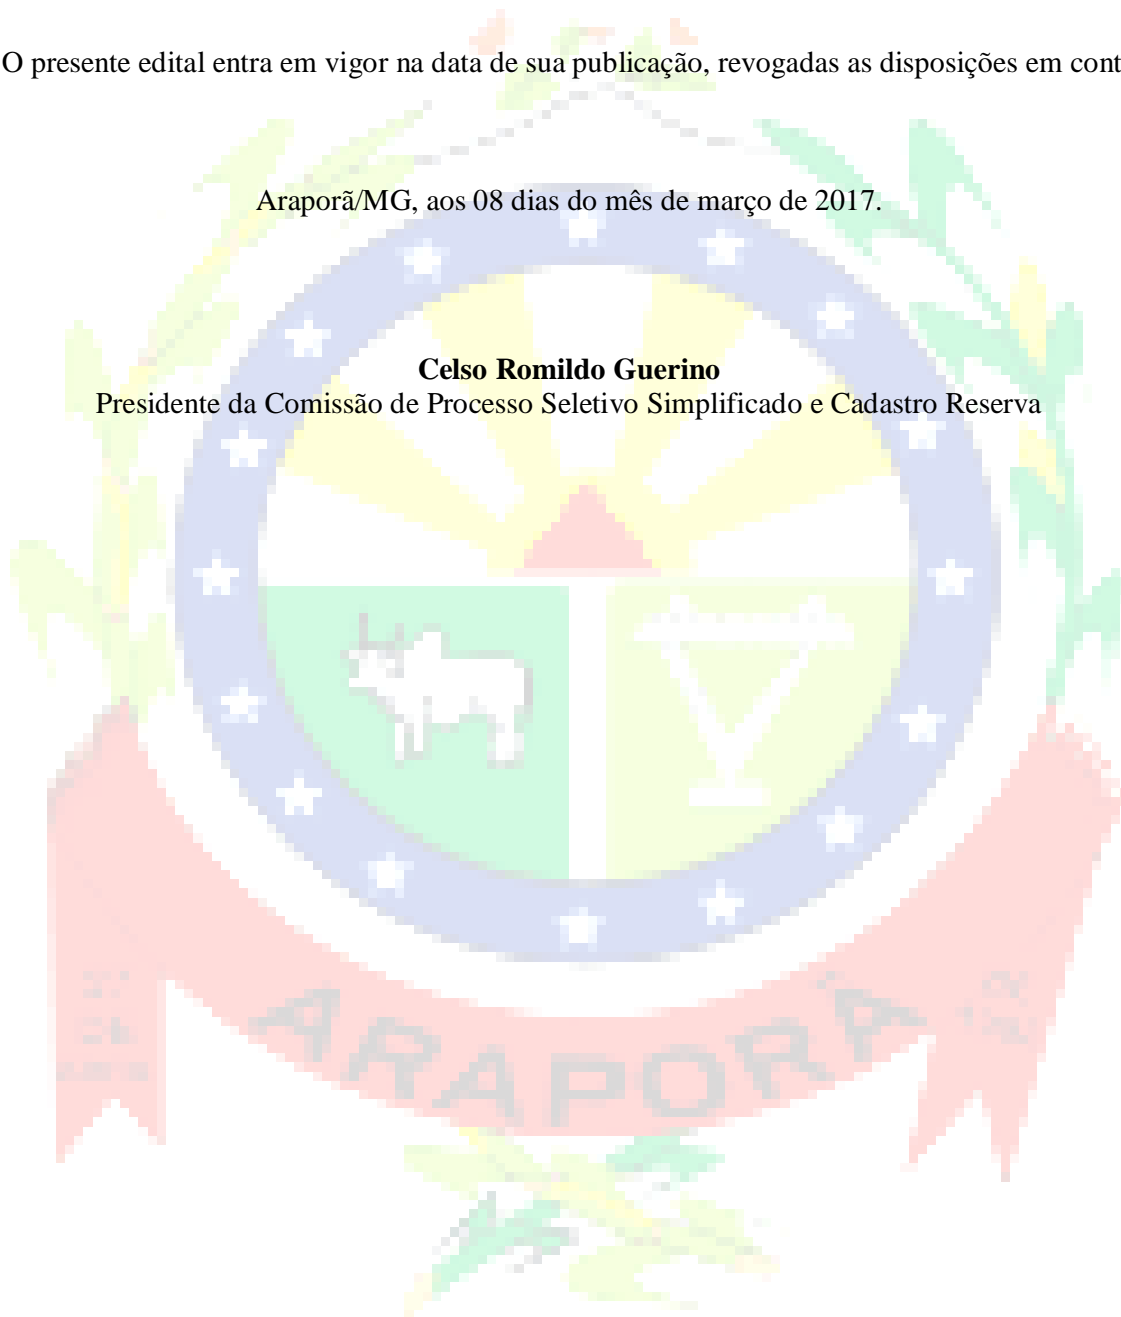 O presente edital entra em vigor na data de sua publicação, revogadas as disposições em cont
Araporã/MG, aos 08 dias do mês de março de 2017.
Celso Romildo Guerino
Presidente da Comissão de Processo Seletivo Simplificado e Cadastro Reserva
ARAPORÃ